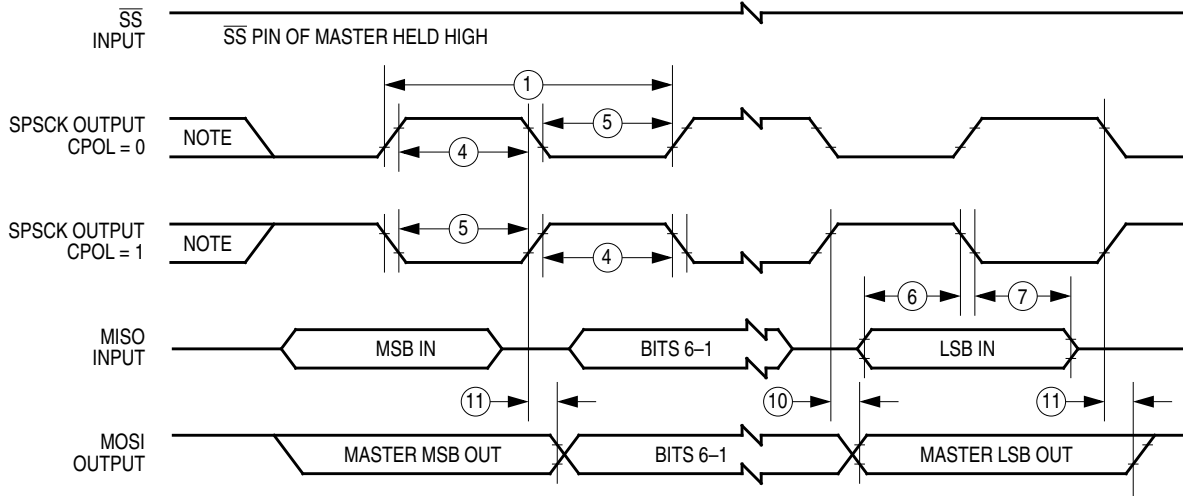 SS
INPUT
SS PIN OF MASTER HELD HIGH
1
SPSCK OUTPUT
CPOL = 0
NOTE
5
4
SPSCK OUTPUT
CPOL = 1
NOTE
5
4
6
7
MISO
INPUT
MSB IN
BITS 6–1
LSB IN
11
10
11
MOSI
OUTPUT
MASTER MSB OUT
BITS 6–1
MASTER LSB OUT